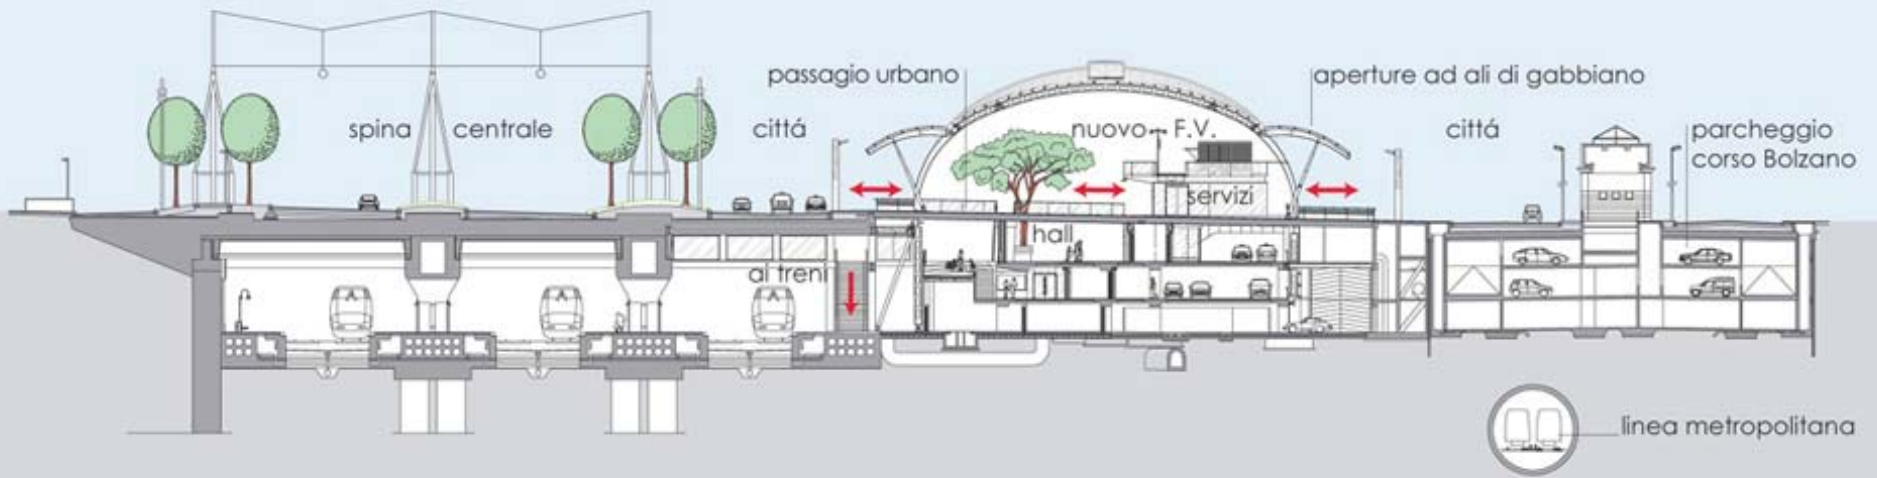 passagio urbano
aperture ad ali di gabbiano
spina centrale
cittá
nuovo F.V.
cittá
parcheggio
corso Bolzano
servizi
hall
ai treni
linea metropolitana